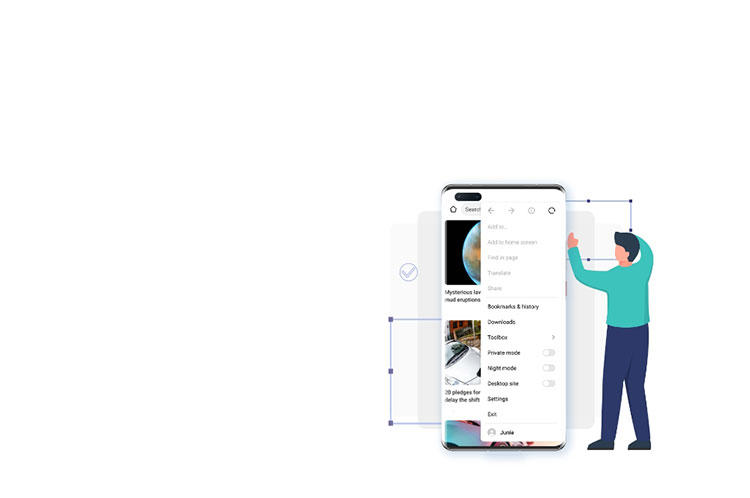 Search
Add to...
Add to home screen
Find in page
Translate
Share
Mysterious lav
mud eruptions
Bookmarks & history
Downloads
Toolbox
Private mode
Night mode
Desktop site
2B pledges for
delay the shift
Settings
Exit
Junie